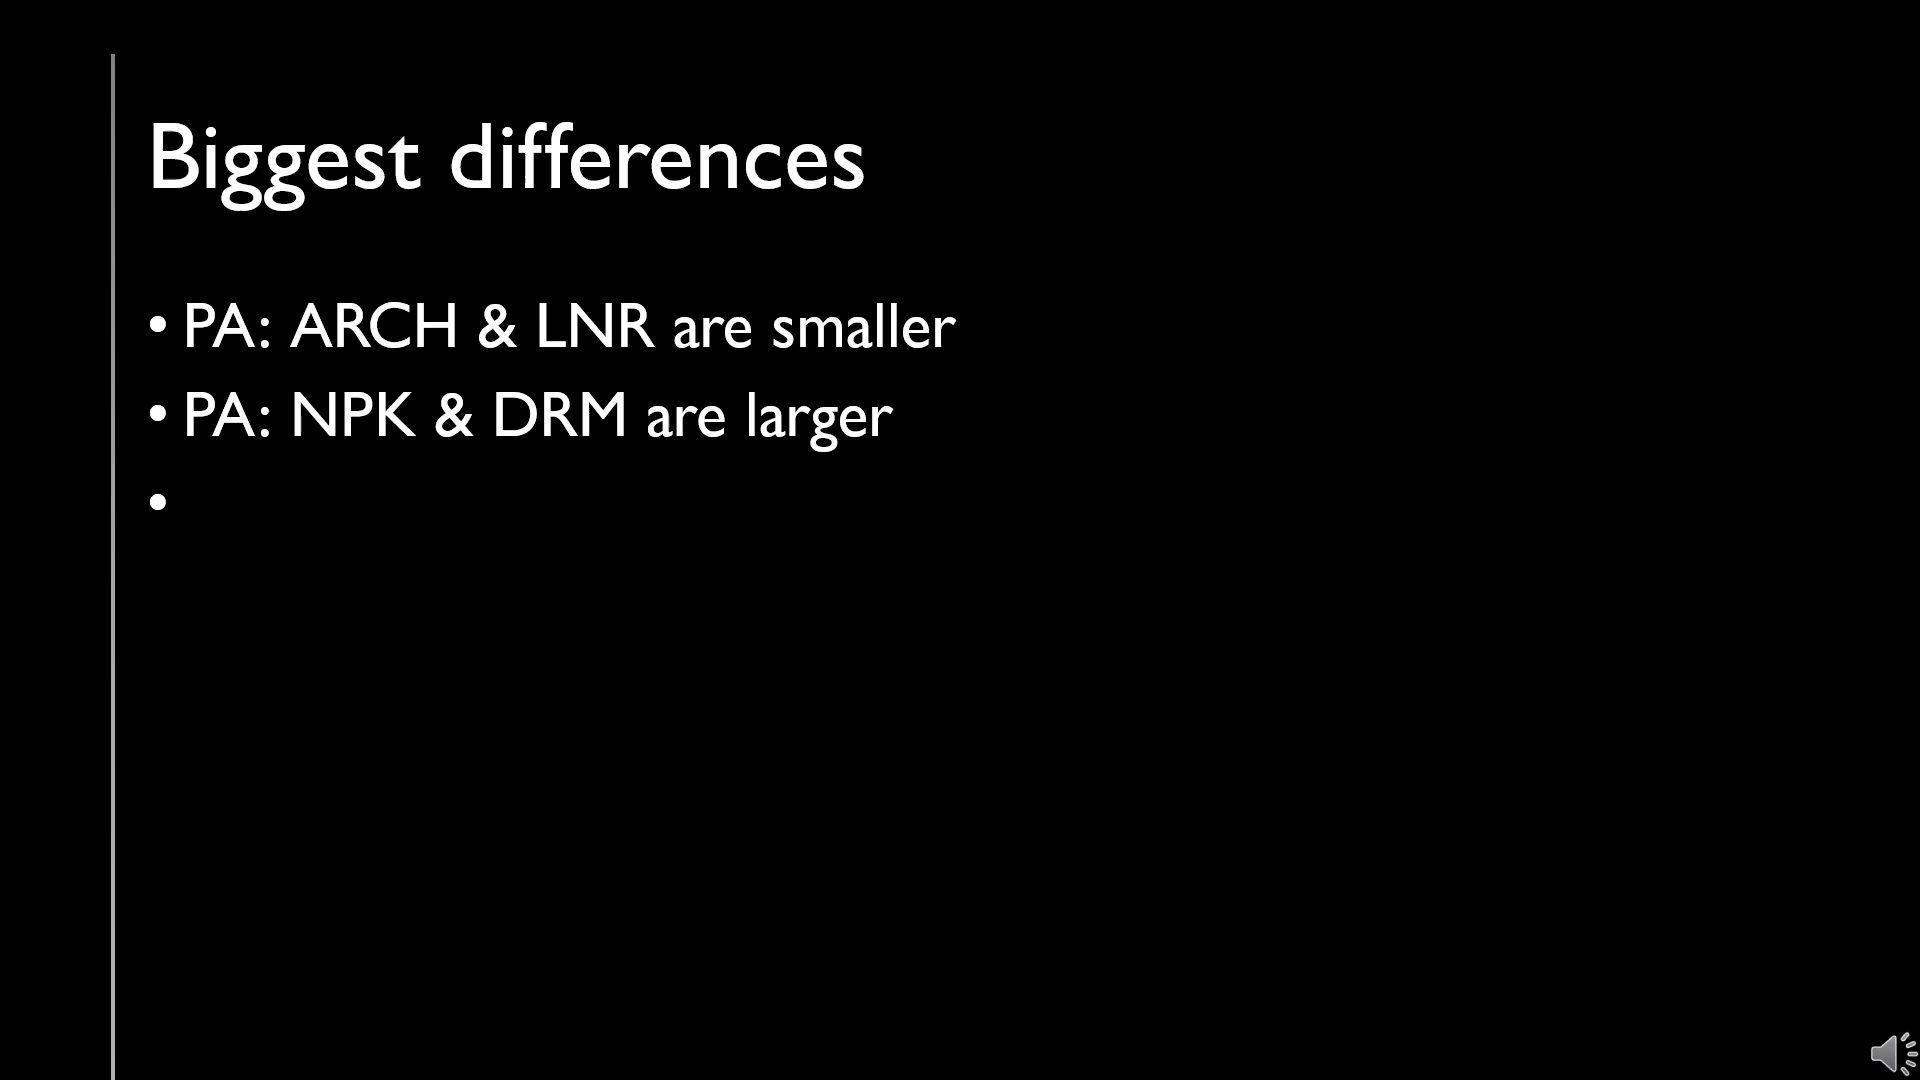 Biggest differences
• PA: ARCH & LNR are smaller
• PA: NPK & DRM are larger
•